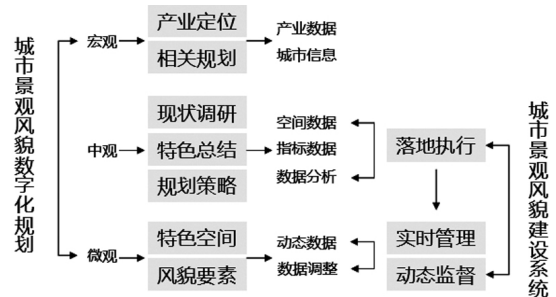 城市景观风貌数字化规划
宏观
产业定位
相关规划
产业数据
城市信息
中观
现状调研
特色总结
规划策略
空间数据
指标数据
数据分析
微观
特色空间
风貌要素
动态数据
数据调整
落地执行
实时管理
动态监督
城市景观风貌建设系统